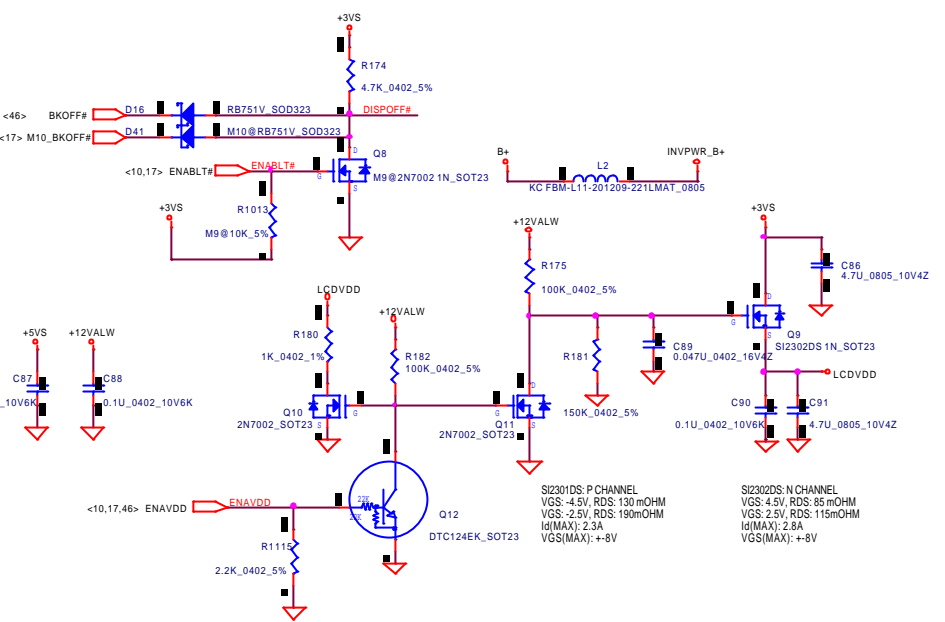 +3VS
R174
4.7K_0402_5%
<46> BKOFF# D16 RB751V_SOD323 DISPOFF#
<17> M10_BKOFF# D41 M10@RB751V_SOD323
D
Q8
B+ L2 INVPWR_B+
<10,17> ENABLT# ENABLT#
G
M9@2N7002 1N_SOT23
S
KC FBM-L11-201209-221LMAT_0805
R1013
+3VS
M9@10K_5%
+12VALW
+3VS
R175
100K_0402_5%
C86
4.7U_0805_10V4Z
LCDVDD
+12VALW
D
G
S
Q9
SI2302DS 1N_SOT23
+5VS
+12VALW
R180
1K_0402_1%
R182
100K_0402_5%
R181
150K_0402_5%
C89
0.047U_0402_16V4Z
LCDVDD
C87
_10V6K
C88
0.1U_0402_10V6K
D
G
S
Q10
2N7002_SOT23
D
G
S
Q11
2N7002_SOT23
C90
0.1U_0402_10V6K
C91
4.7U_0805_10V4Z
<10,17,46> ENAVDD ENAVDD
22K
22K
Q12
DTC124EK_SOT23
R1115
2.2K_0402_5%
SI2301DS: P CHANNEL
VGS: -4.5V, RDS: 130 mOHM
VGS: -2.5V, RDS: 190mOHM
Id(MAX): 2.3A
VGS(MAX): +-8V
SI2302DS: N CHANNEL
VGS: 4.5V, RDS: 85 mOHM
VGS: 2.5V, RDS: 115mOHM
Id(MAX): 2.8A
VGS(MAX): +-8V